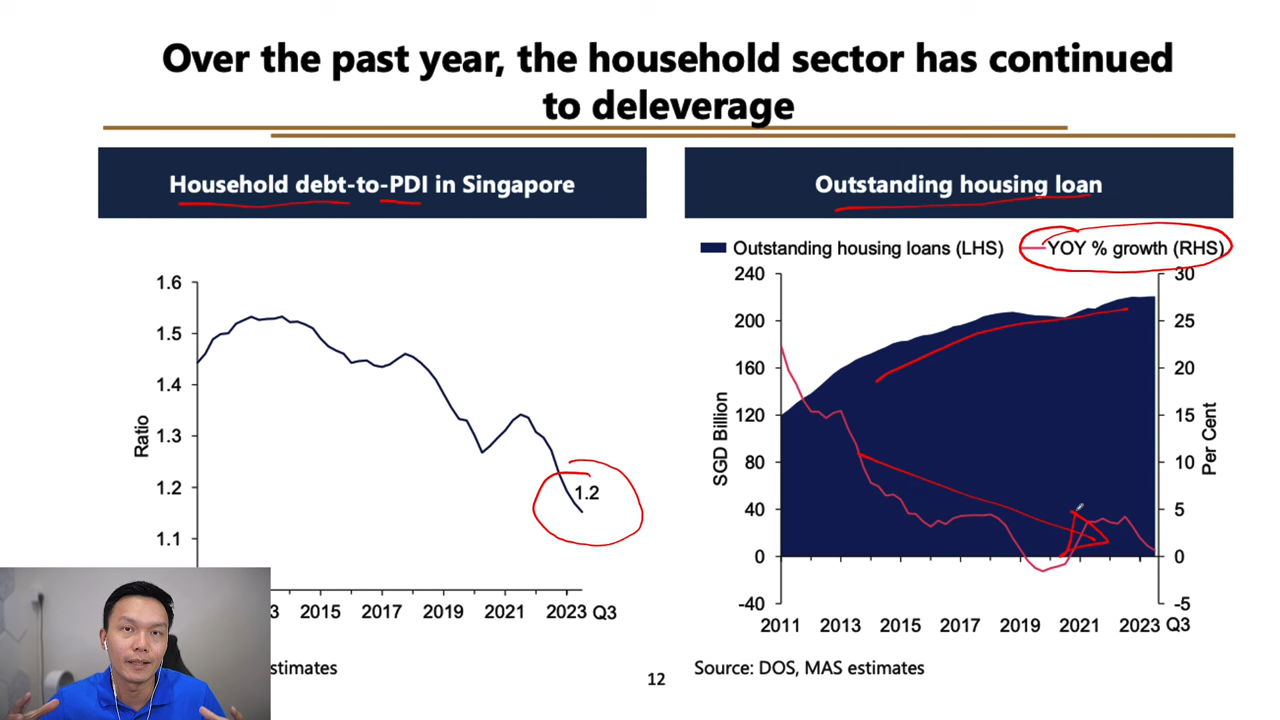 Over the past year, the household sector has continued
to deleverage
Household debt-to-PDI in Singapore
Ratio
1.6
1.5
1.4
1.3
1.2
1.1
1.2
2015
2017
2019
2021
2023 Q3
Outstanding housing loan
Outstanding housing loans (LHS)
YOY % growth (RHS)
SGD Billion
240
200
160
120
80
40
0
-40
30
25
20
15
10
5
0
-5
Per Cent
2011
2013
2015
2017
2019
2021
2023 Q3
12
Source: DOS, MAS estimates